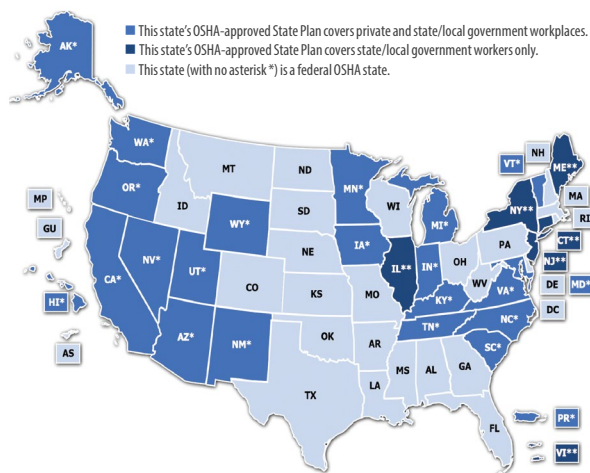 This state's OSHA-approved State Plan covers private and state/local government workplaces.
This state's OSHA-approved State Plan covers state/local government workers only.
This state (with no asterisk *) is a federal OSHA state.
AK*
WA*
OR*
CA*
NV*
ID
MT
WY*
UT*
AZ*
NM*
CO
ND
SD
NE
KS
OK
TX
MN*
IA*
MO
AR
LA
WI
IL**
MI*
IN*
OH
KY*
TN*
MS
AL
GA
FL
SC*
NC*
VA*
WV
PA
NY**
VT*
NH
ME**
MA
RI
CT**
NJ**
DE
MD*
DC
MP
GU
HI*
AS
PR*
VI**